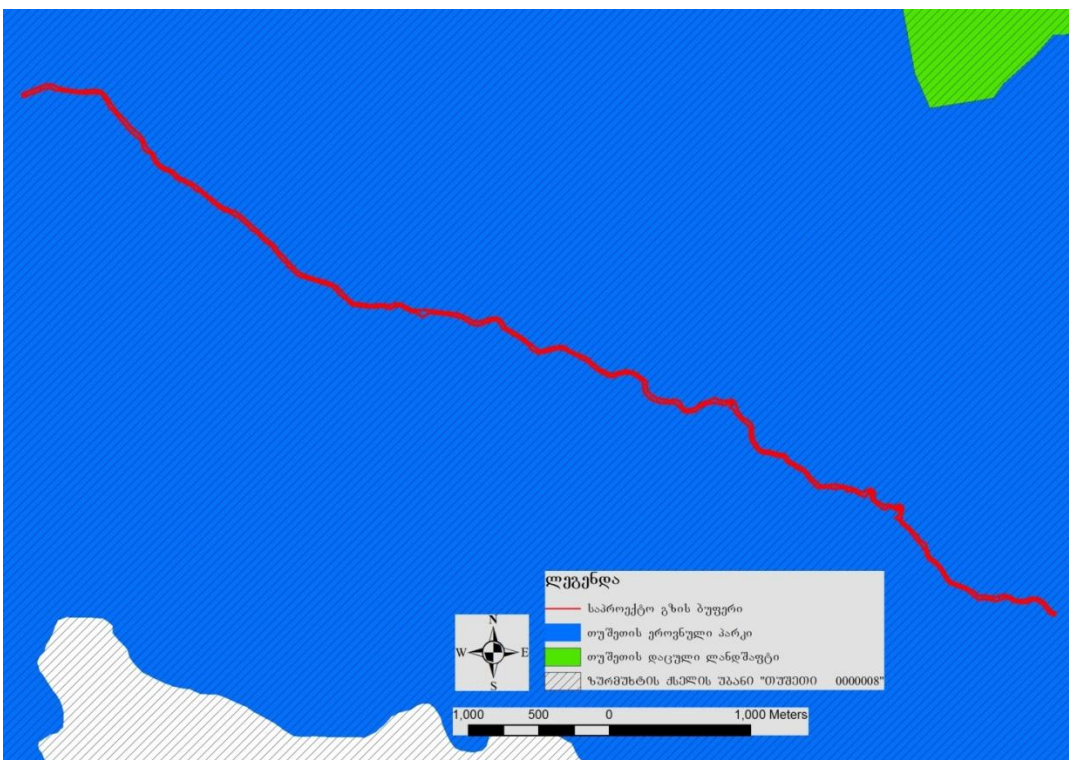 ლეგენდა
საპროექტო გზის ბუფერი
თუშეთის ეროვნული პარკი
თუშეთის დაცული ლანდშაფტი
ზურმუხტის ქსელის უბანი "თუშეთი 0000008"
N
W E
S
1,000 500 0 1,000 Meters